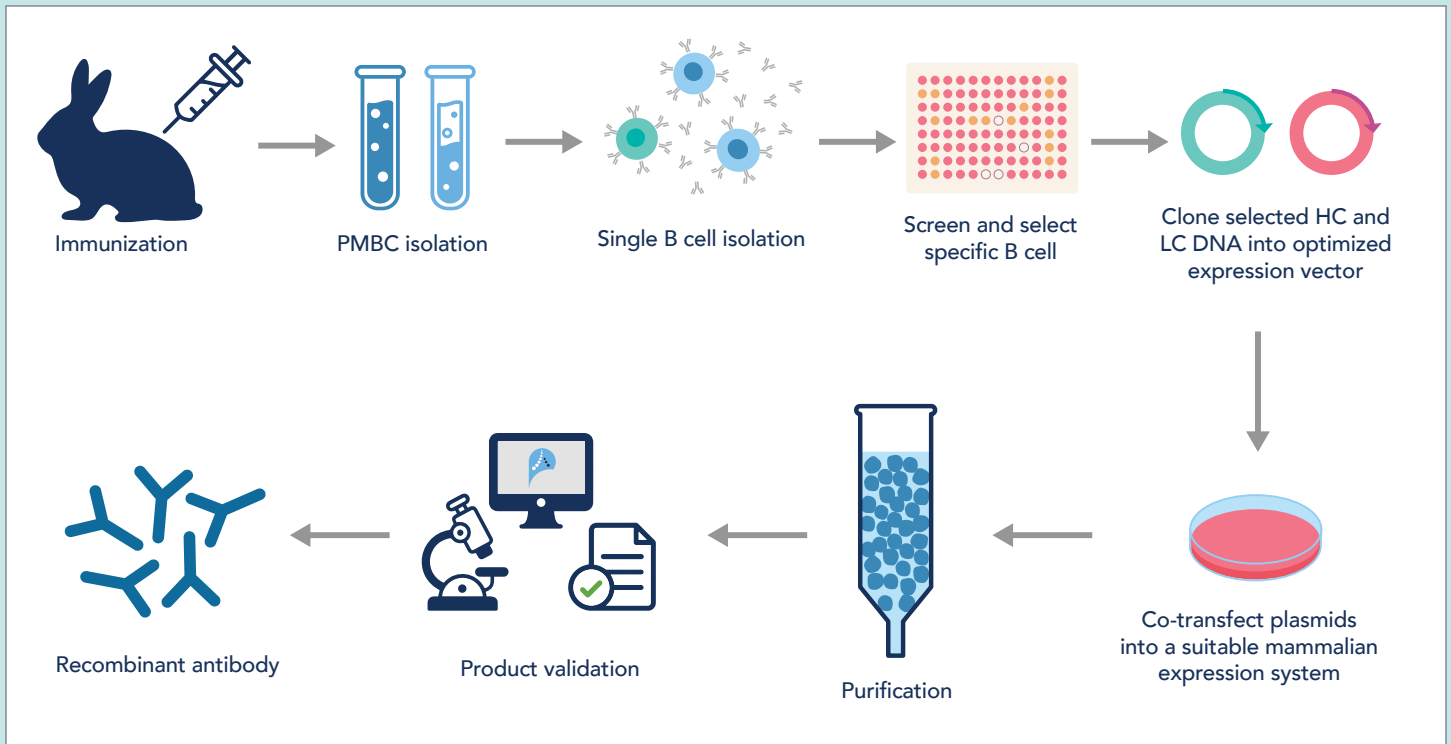 Immunization
PMBC isolation
Single B cell isolation
Screen and select
specific B cell
Clone selected HC and
LC DNA into optimized
expression vector
Co-transfect plasmids
into a suitable mammalian
expression system
Purification
Product validation
Recombinant antibody